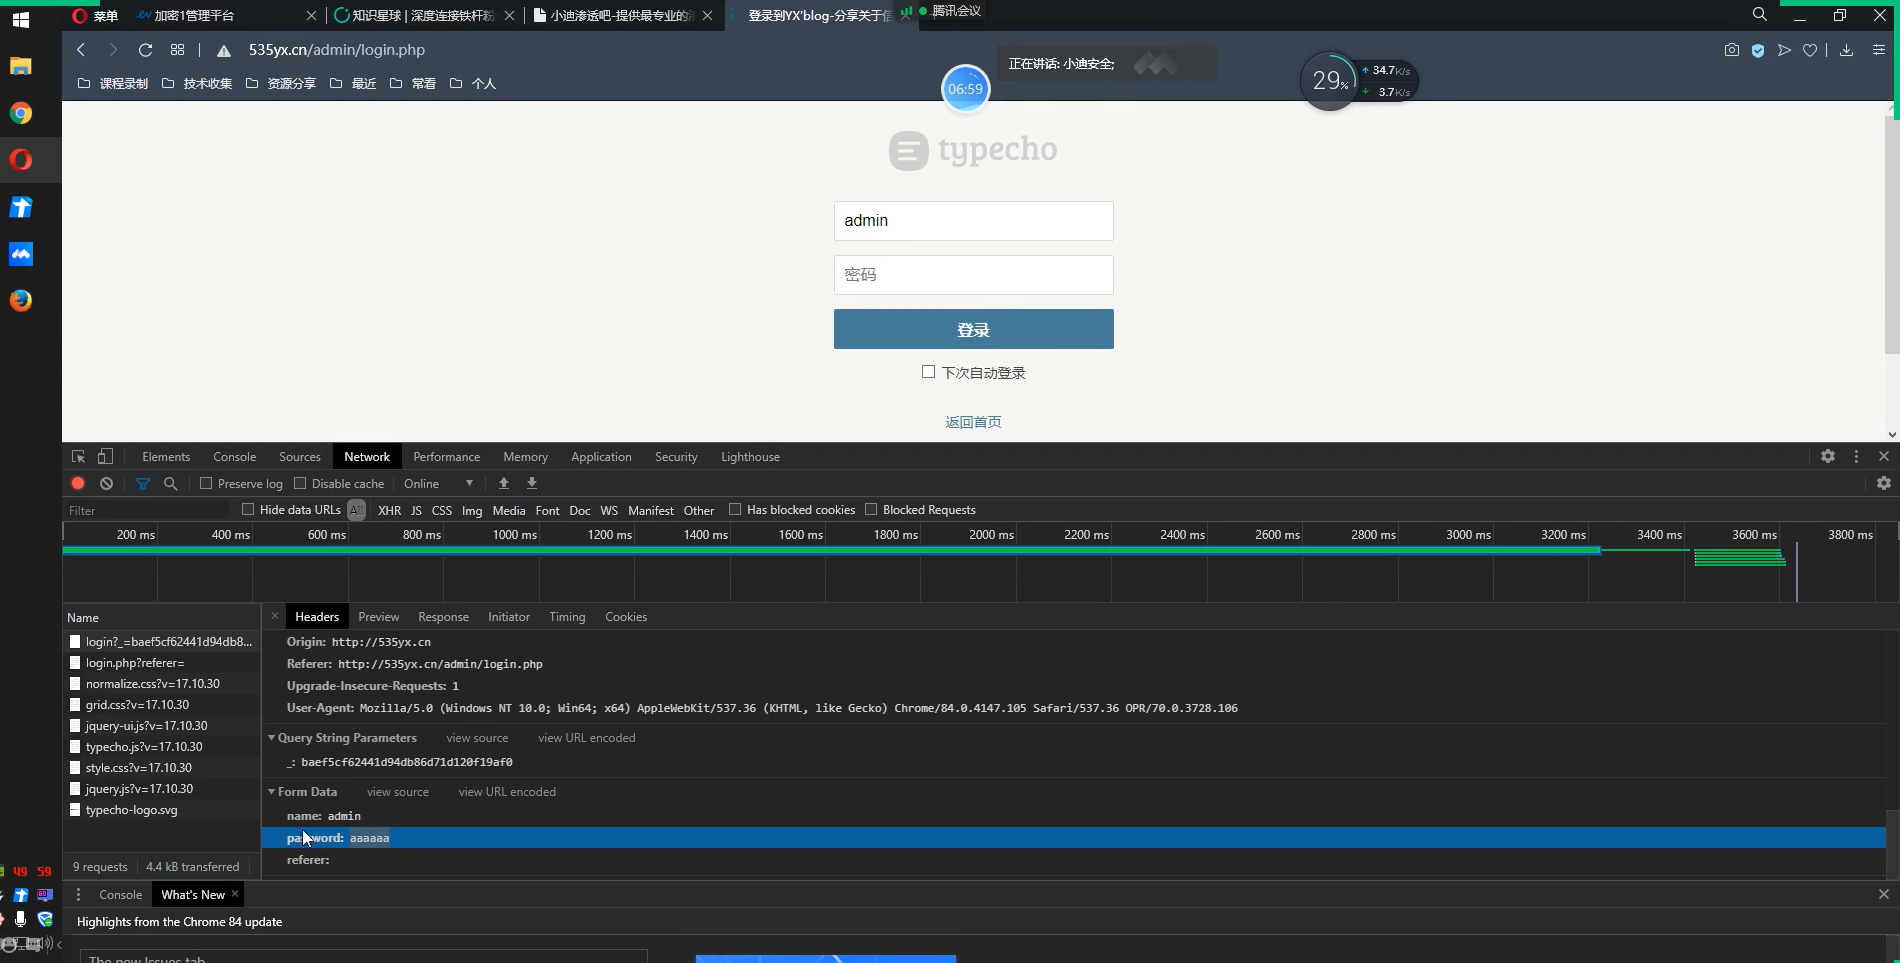 菜单
加密1管理平台
知识星球 | 深度连接铁杆粉
小迪渗透吧-提供最专业的
登录到YX'blog-分享关于信
腾讯会议
535yx.cn/admin/login.php
正在讲话: 小迪安全;
课程录制
技术收集
资源分享
最近
常看
个人
06:59
29%
34.7K/s
3.7K/s
typecho
admin
密码
登录
下次自动登录
返回首页
Elements Console Sources Network Performance Memory Application Security Lighthouse
Preserve log Disable cache Online
Filter Hide data URLs All XHR JS CSS Img Media Font Doc WS Manifest Other Has blocked cookies Blocked Requests
200 ms 400 ms 600 ms 800 ms 1000 ms 1200 ms 1400 ms 1600 ms 1800 ms 2000 ms 2200 ms 2400 ms 2600 ms 2800 ms 3000 ms 3200 ms 3400 ms 3600 ms 3800 ms
Name
login?_=baef5cf62441d94db8...
login.php?referer=
normalize.css?v=17.10.30
grid.css?v=17.10.30
jquery-ui.js?v=17.10.30
typecho.js?v=17.10.30
style.css?v=17.10.30
jquery.js?v=17.10.30
typecho-logo.svg
9 requests 4.4 kB transferred
Headers Preview Response Initiator Timing Cookies
Origin: http://535yx.cn
Referer: http://535yx.cn/admin/login.php
Upgrade-Insecure-Requests: 1
User-Agent: Mozilla/5.0 (Windows NT 10.0; Win64; x64) AppleWebKit/537.36 (KHTML, like Gecko) Chrome/84.0.4147.105 Safari/537.36 OPR/70.0.3728.106
Query String Parameters view source view URL encoded
_: baef5cf62441d94db86d71d120f19af0
Form Data view source view URL encoded
name: admin
password: aaaaaa
referer:
49 59
Console What's New
Highlights from the Chrome 84 update
The new Issues tab